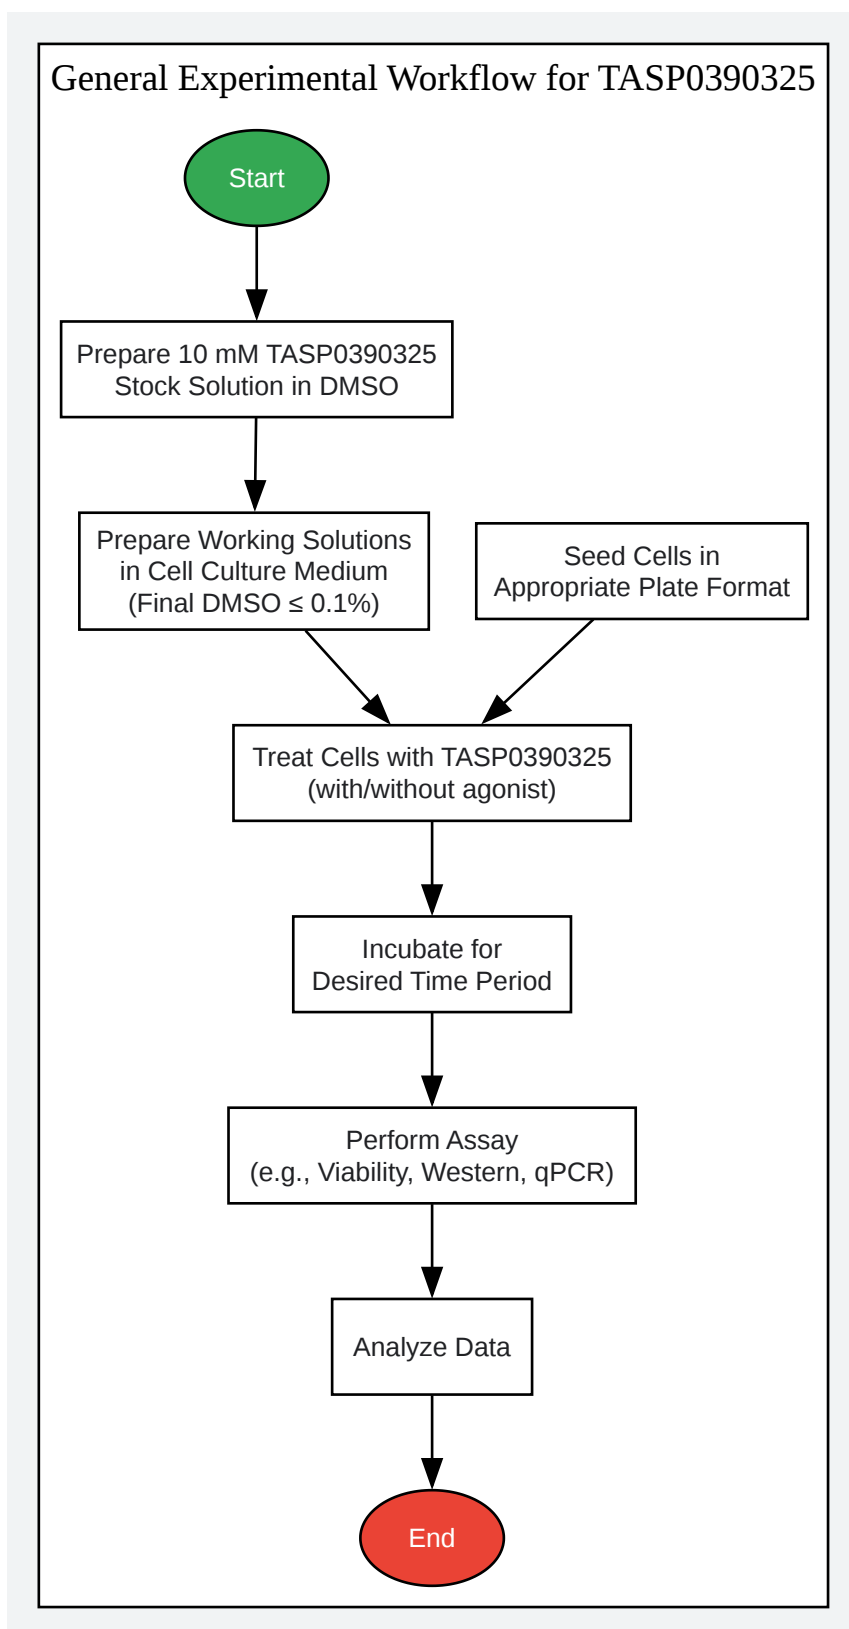 General Experimental Workflow for TASP0390325
Start
Prepare 10 mM TASP0390325
Stock Solution in DMSO
Prepare Working Solutions
in Cell Culture Medium
(Final DMSO ≤ 0.1%)
Seed Cells in
Appropriate Plate Format
Treat Cells with TASP0390325
(with/without agonist)
Incubate for
Desired Time Period
Perform Assay
(e.g., Viability, Western, qPCR)
Analyze Data
End